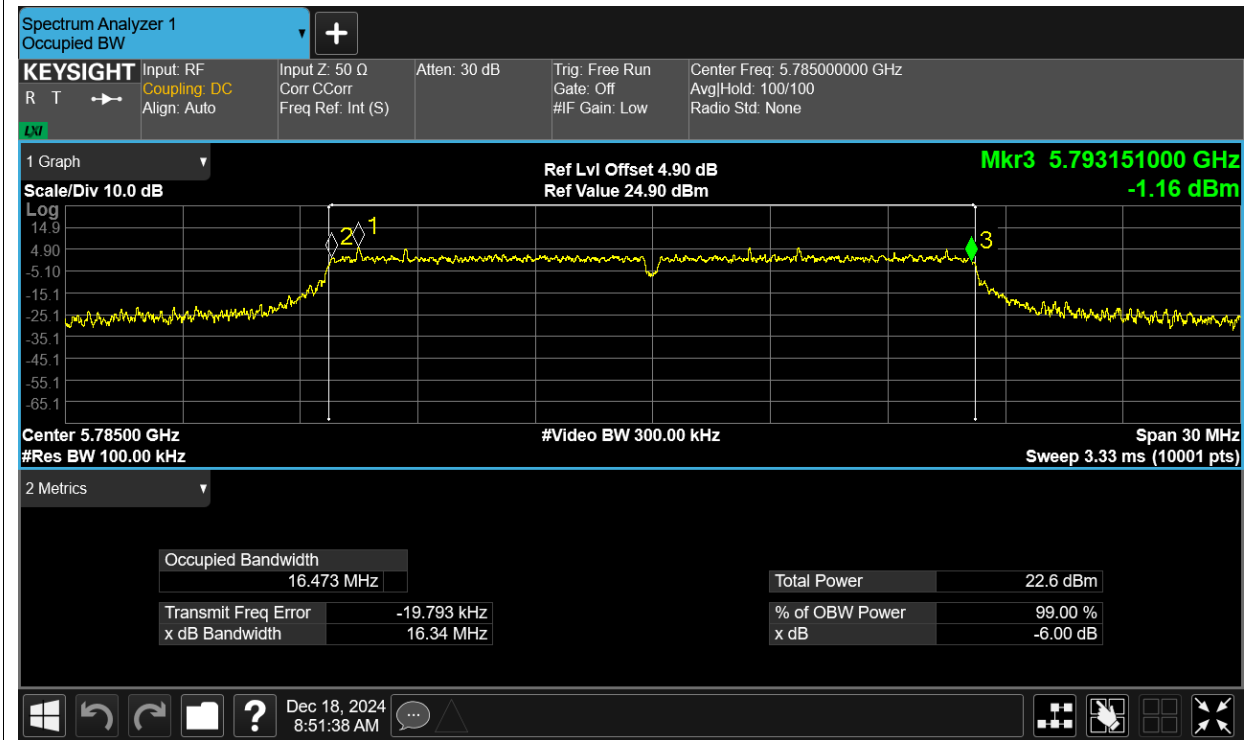 Spectrum Analyzer 1
Occupied BW
+
KEYSIGHT
R T
LXI
Input: RF
Coupling: DC
Align: Auto
Input Z: 50 Ω
Corr CCorr
Freq Ref: Int (S)
Atten: 30 dB
Trig: Free Run
Gate: Off
#IF Gain: Low
Center Freq: 5.785000000 GHz
Avg|Hold: 100/100
Radio Std: None
1 Graph
Scale/Div 10.0 dB
Ref Lvl Offset 4.90 dB
Ref Value 24.90 dBm
Mkr3 5.793151000 GHz
-1.16 dBm
Log
14.9
4.90
-5.10
-15.1
-25.1
-35.1
-45.1
-55.1
-65.1
2
1
3
Center 5.78500 GHz
#Res BW 100.00 kHz
#Video BW 300.00 kHz
Span 30 MHz
Sweep 3.33 ms (10001 pts)
2 Metrics
Occupied Bandwidth
16.473 MHz
Transmit Freq Error -19.793 kHz
x dB Bandwidth 16.34 MHz
Total Power 22.6 dBm
% of OBW Power 99.00 %
x dB -6.00 dB
?
Dec 18, 2024
8:51:38 AM